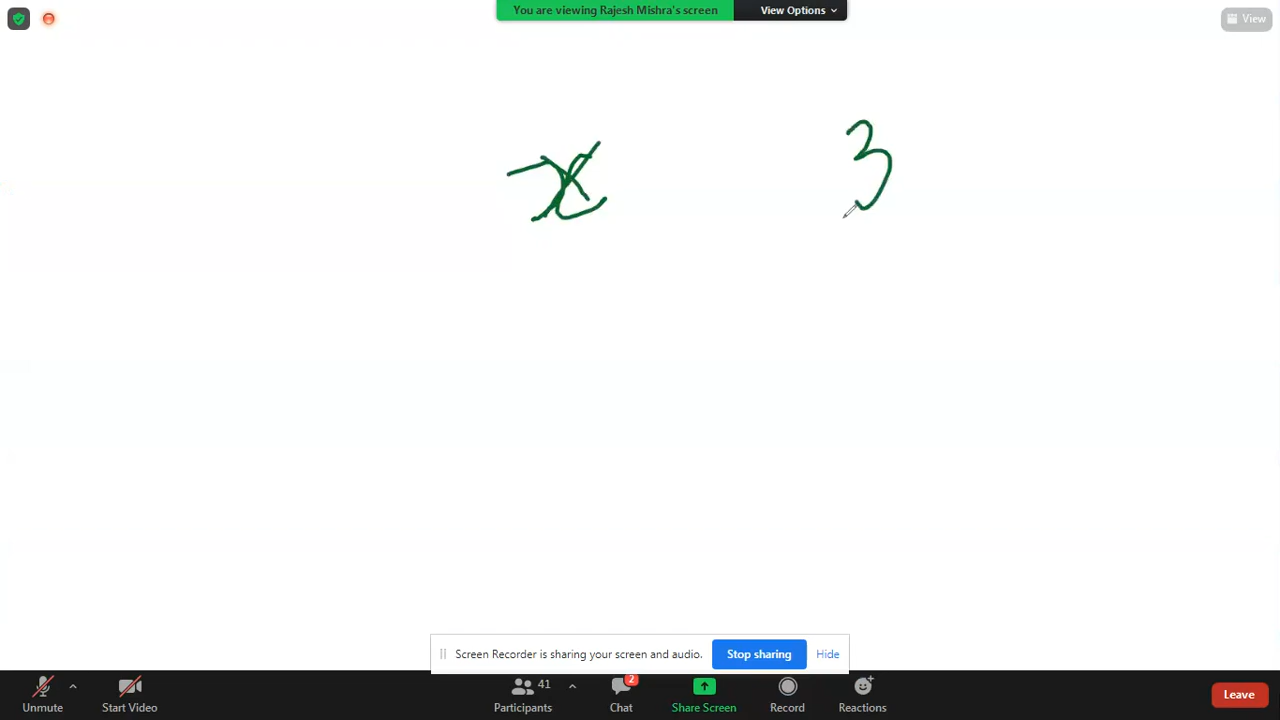 You are viewing Rajesh Mishra's screen View Options View
x 3
Screen Recorder is sharing your screen and audio. Stop sharing Hide
41 2
Unmute Start Video Participants Chat Share Screen Record Reactions Leave